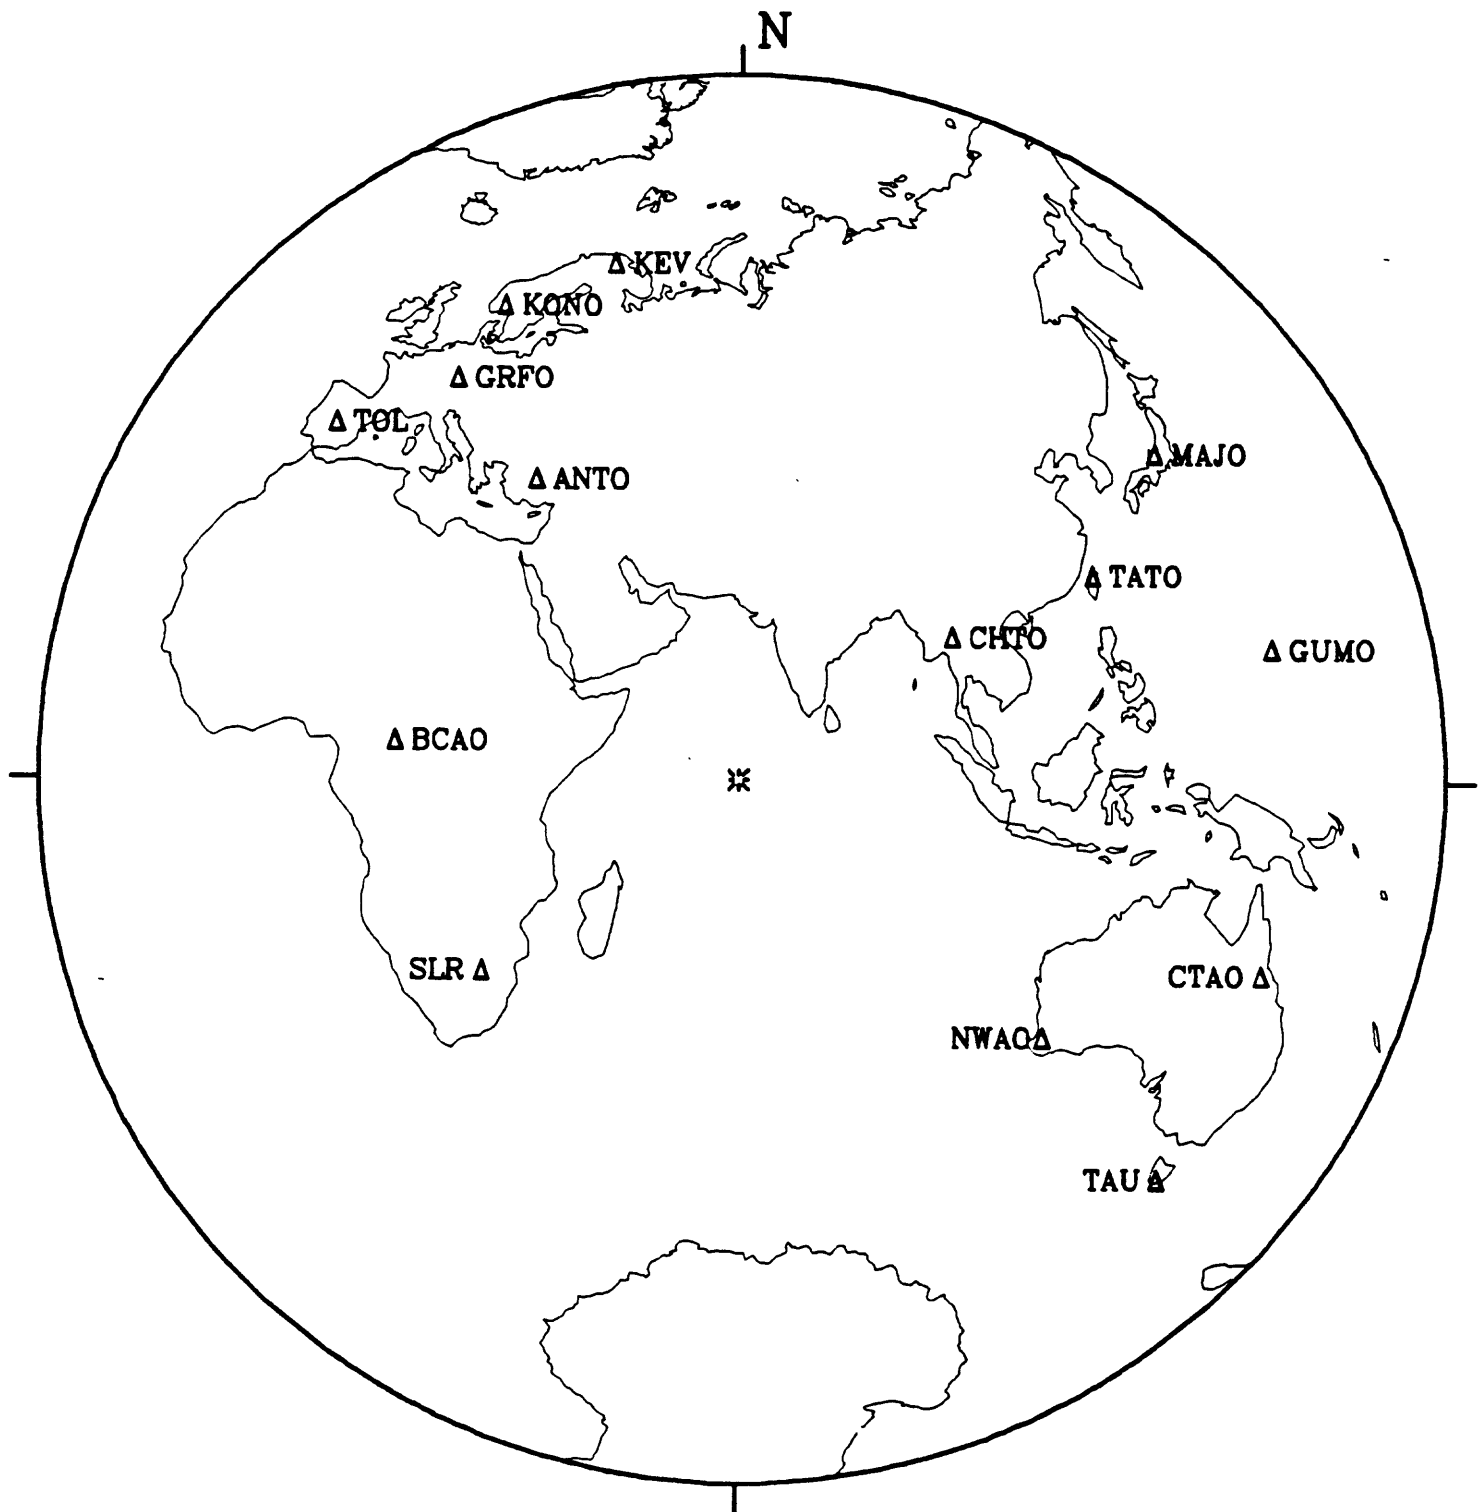 N
KEV
KONO
GRFO
TOL
MAJO
ANTO
TATO
CHTO
GUMO
BCAO
SLR
CTAO
NWAO
TAU